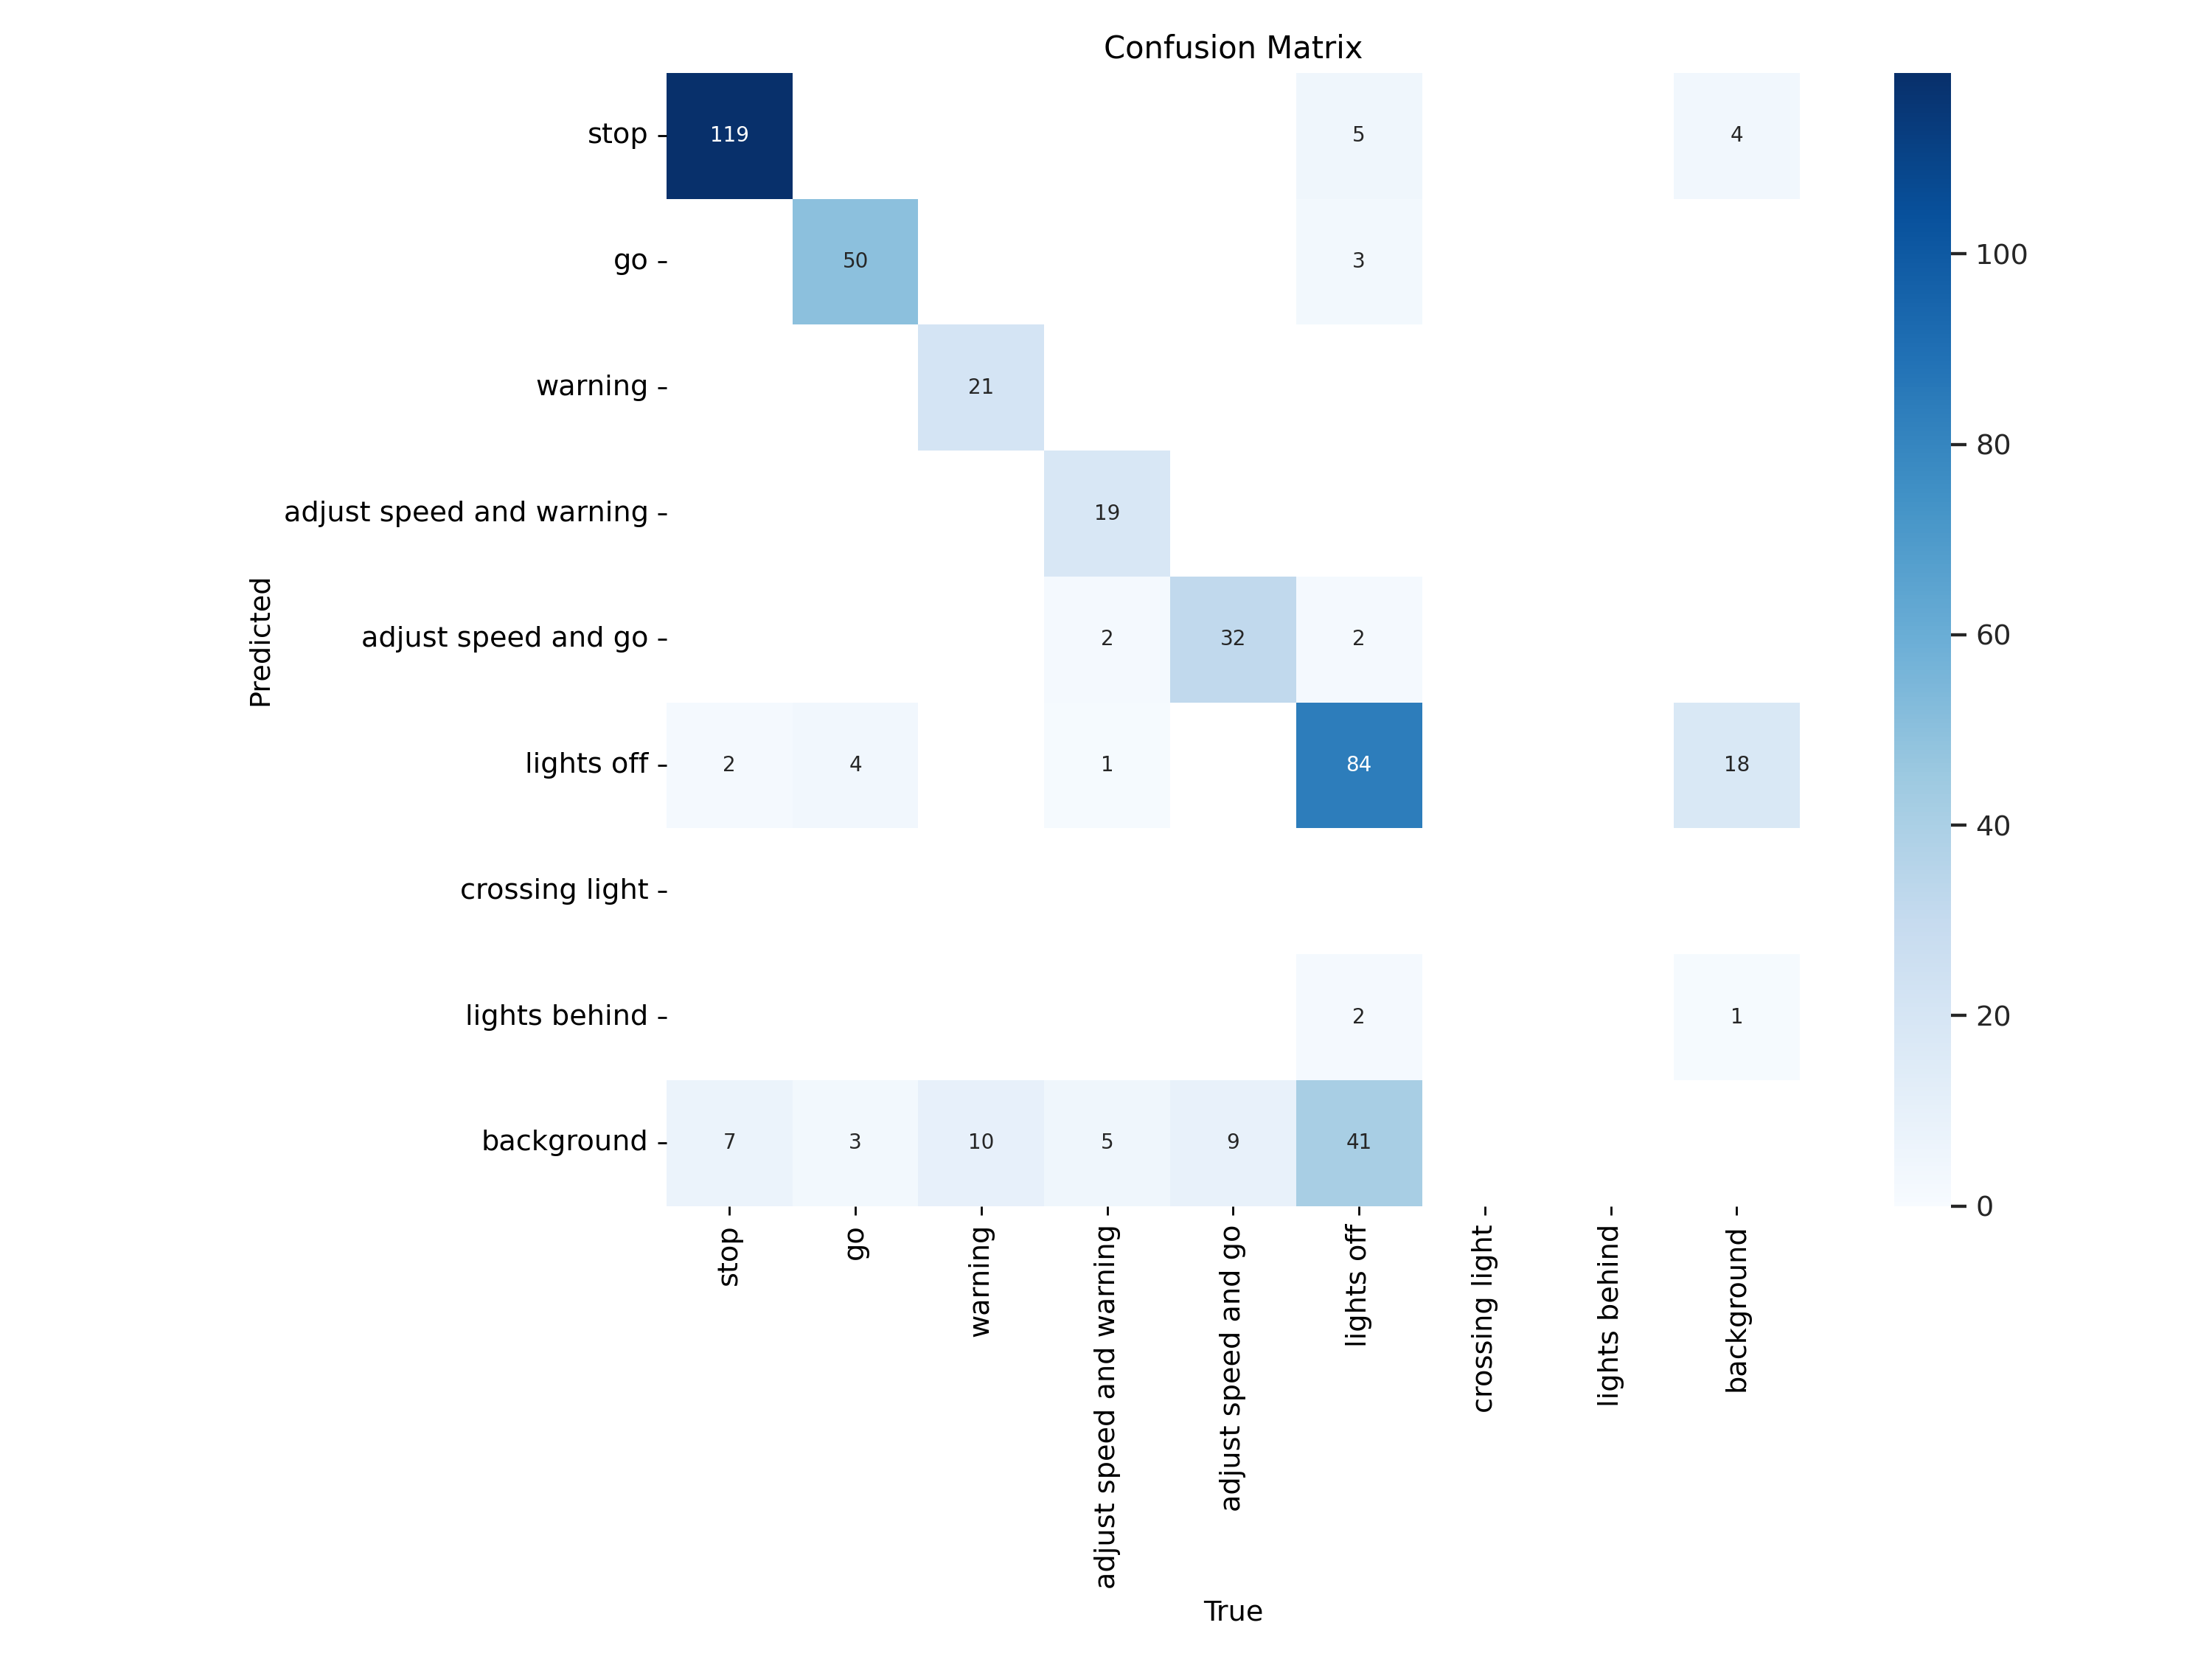 Confusion Matrix
stop
119
5
4
go
50
3
100
warning
21
80
adjust speed and warning
19
60
Predicted
adjust speed and go
2
32
2
lights off
2
4
1
84
18
40
crossing light
lights behind
2
1
20
background
7
3
10
5
9
41
0
stop
go
warning
adjust speed and warning
adjust speed and go
lights off
crossing light
lights behind
background
True